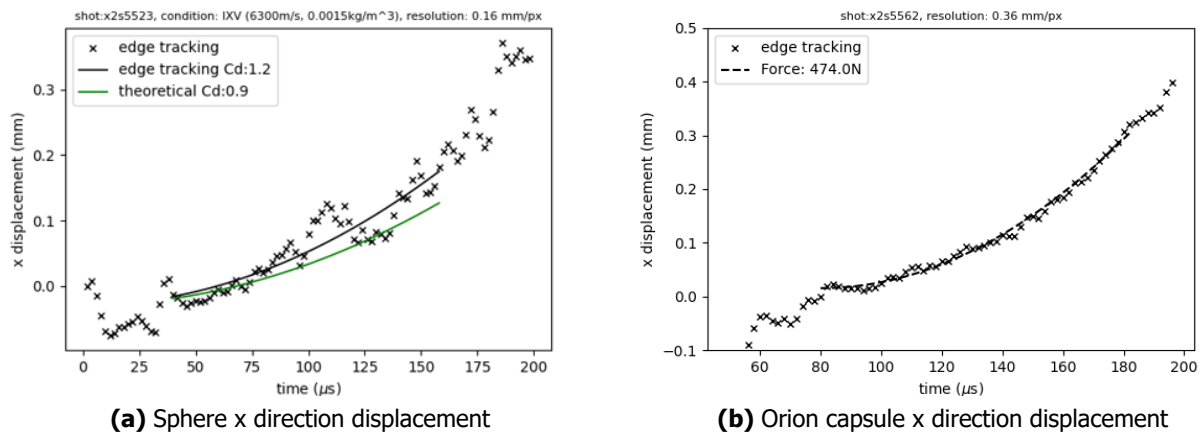 shot:x2s5523, condition: IXV (6300m/s, 0.0015kg/m^3), resolution: 0.16 mm/px
edge tracking
edge tracking Cd:1.2
theoretical Cd:0.9
x displacement (mm)
0.3
0.2
0.1
0.0
0 25 50 75 100 125 150 175 200
time (μs)
(a) Sphere x direction displacement
shot:x2s5562, resolution: 0.36 mm/px
edge tracking
Force: 474.0N
x displacement (mm)
0.5
0.4
0.3
0.2
0.1
0.0
−0.1
60 80 100 120 140 160 180 200
time (μs)
(b) Orion capsule x direction displacement